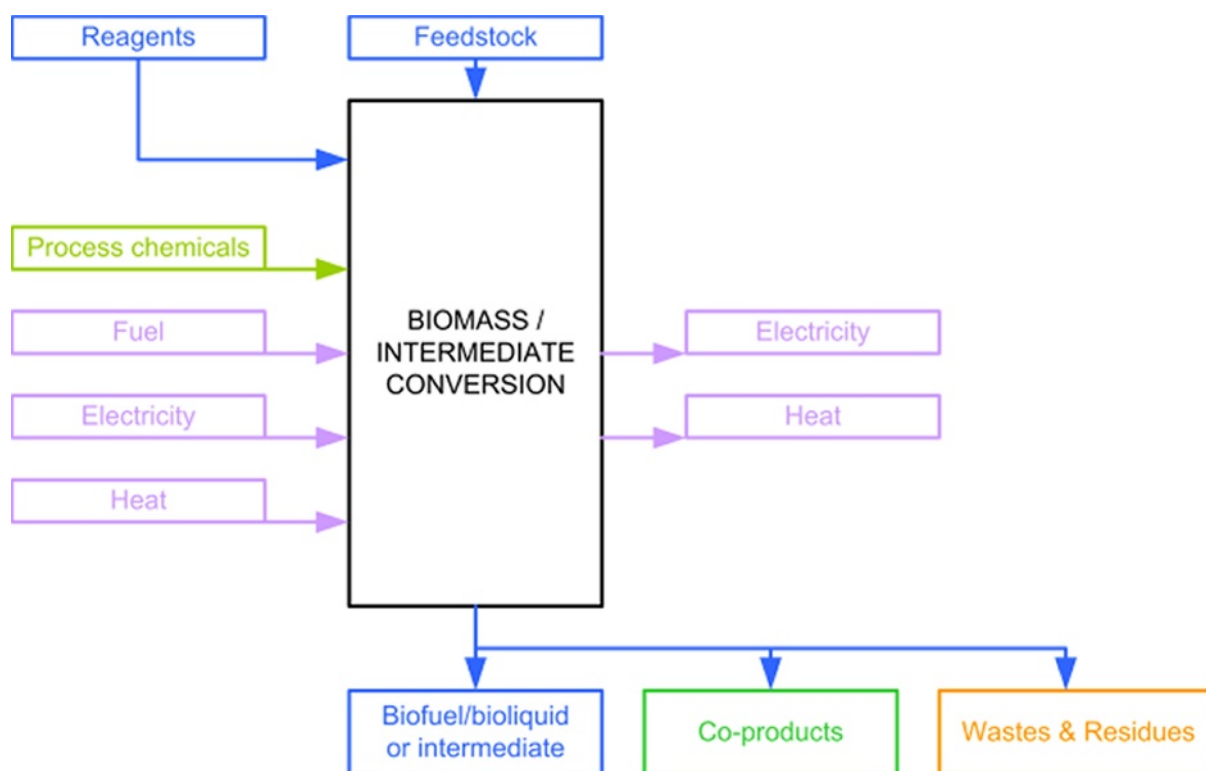 Reagents
Feedstock
Process chemicals
Fuel
Electricity
Heat
BIOMASS /
INTERMEDIATE
CONVERSION
Electricity
Heat
Biofuel/bioliquid
or intermediate
Co-products
Wastes & Residues